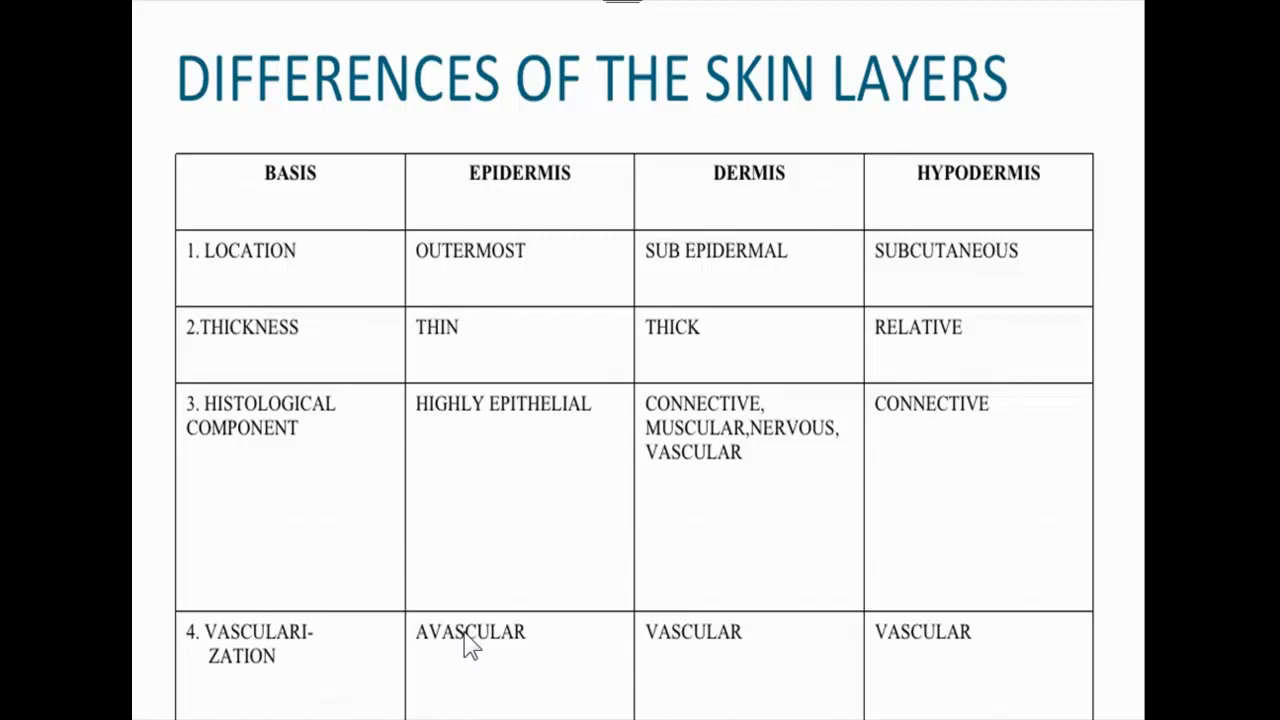 DIFFERENCES OF THE SKIN LAYERS
BASIS EPIDERMIS DERMIS HYPODERMIS
1. LOCATION OUTERMOST SUB EPIDERMAL SUBCUTANEOUS
2.THICKNESS THIN THICK RELATIVE
3. HISTOLOGICAL HIGHLY EPITHELIAL CONNECTIVE, CONNECTIVE
COMPONENT MUSCULAR,NERVOUS,
VASCULAR
4. VASCULARI- AVASCULAR VASCULAR VASCULAR
ZATION